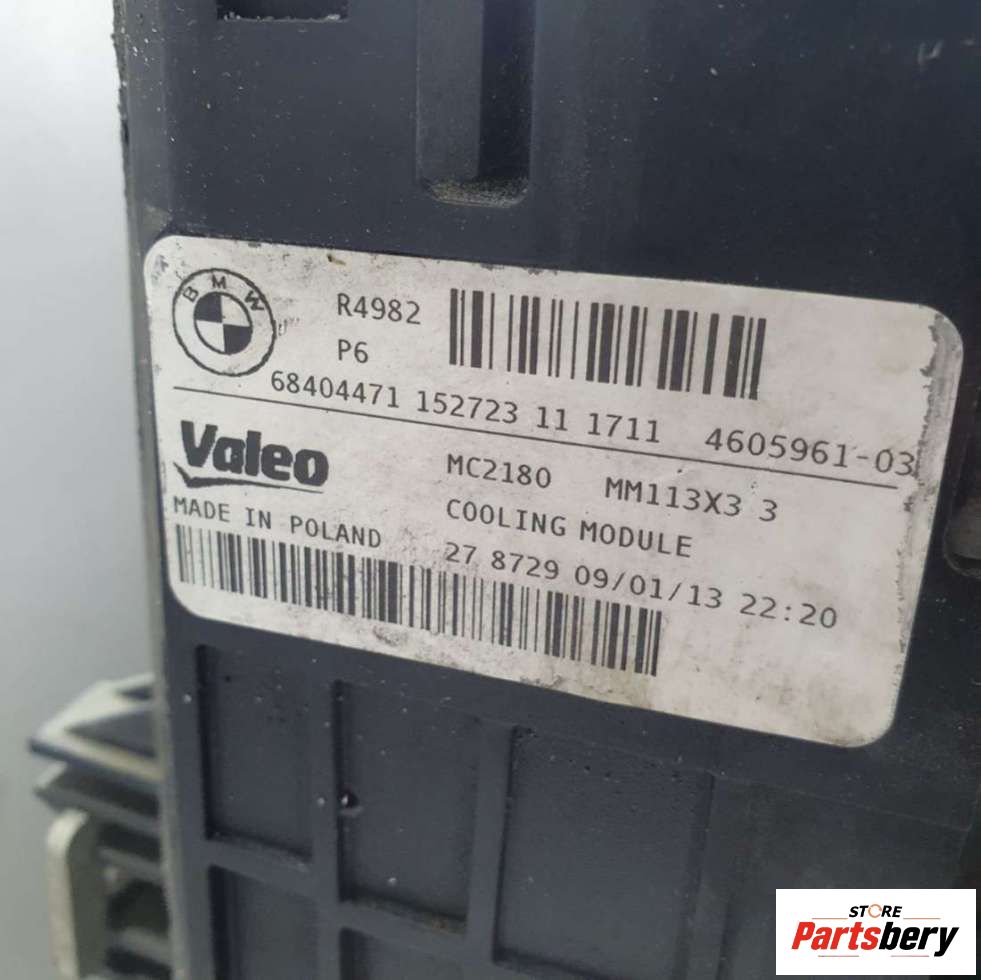 BMW
R4982
P6
68404471 152723 11 1711 4605961-03
Valeo
MC2180 MM113X3 3
MADE IN POLAND
COOLING MODULE
27 8729 09/01/13 22:20
STORE
Partsbery